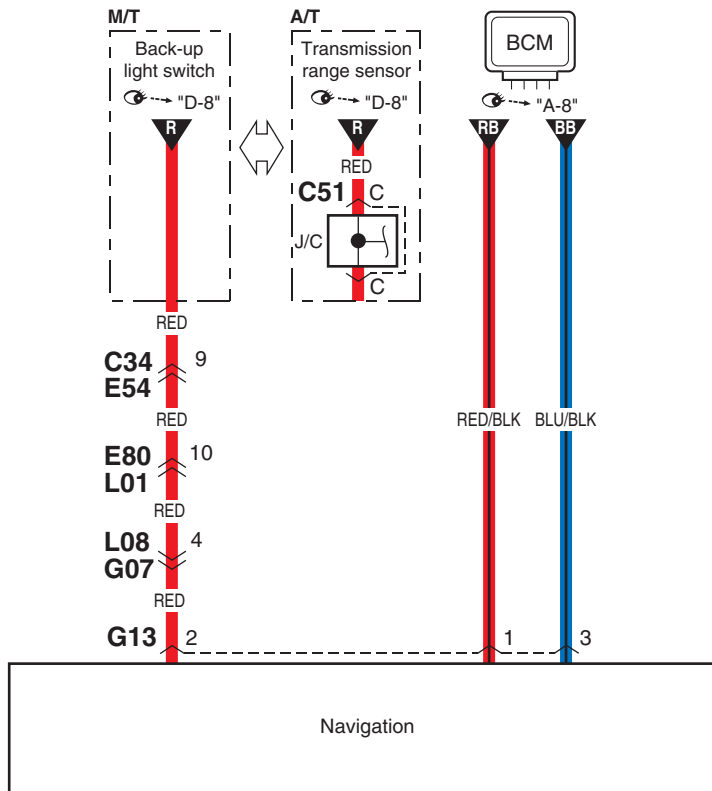 M/T
A/T
Back-up
light switch
"D-8"
R
Transmission
range sensor
"D-8"
R
BCM
"A-8"
RB
BB
RED
C51 C
J/C
C
RED
C34 9
E54
RED
RED/BLK
BLU/BLK
E80 10
L01
RED
L08 4
G07
RED
G13 2
1
3
Navigation